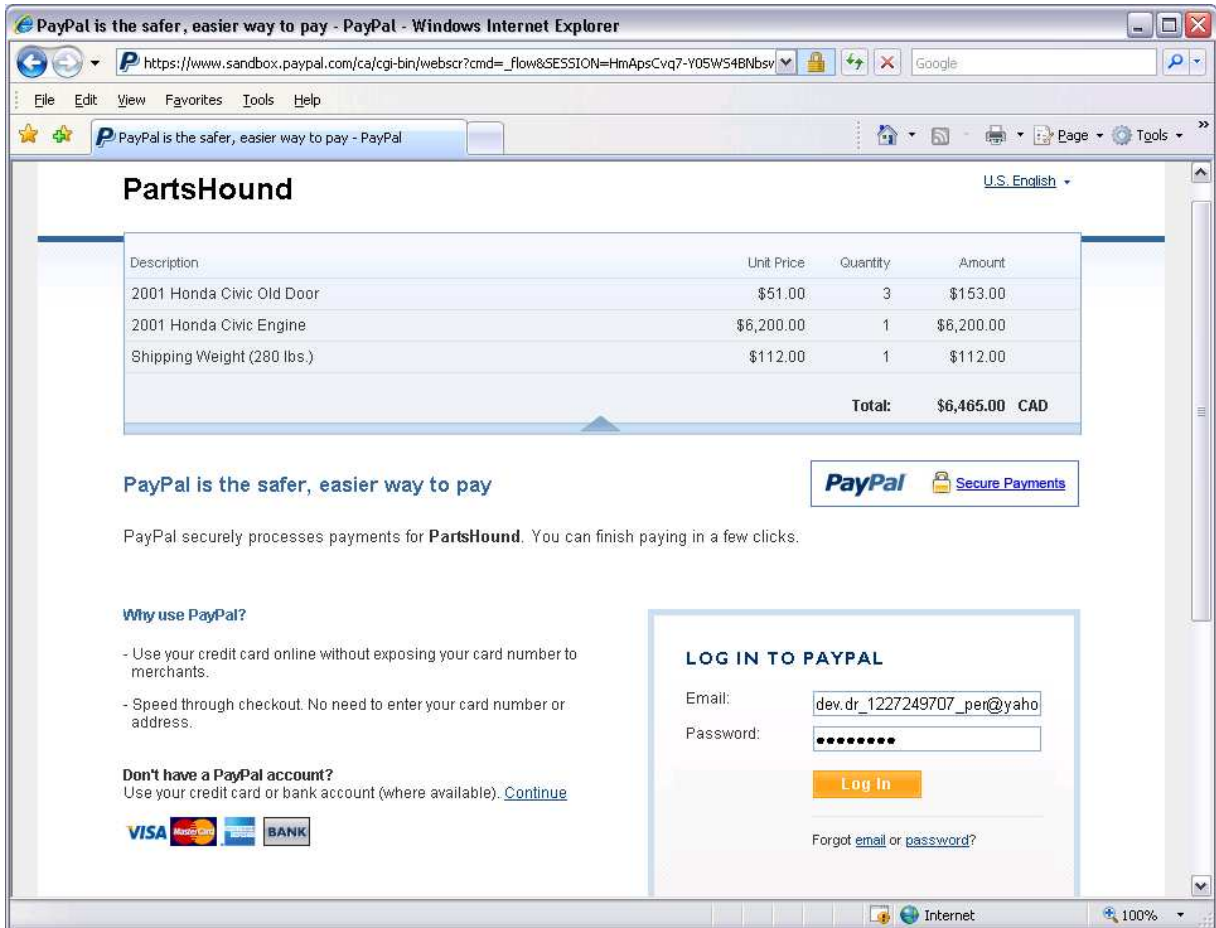 PayPal is the safer, easier way to pay - PayPal - Windows Internet Explorer
https://www.sandbox.paypal.com/ca/cgi-bin/webscr?cmd=_flow&SESSION=HmApsCvq7-Y05WS4BNbsv
Google
File Edit View Favorites Tools Help
PayPal is the safer, easier way to pay - PayPal
Page Tools
PartsHound
U.S. English
Description Unit Price Quantity Amount
2001 Honda Civic Old Door $51.00 3 $153.00
2001 Honda Civic Engine $6,200.00 1 $6,200.00
Shipping Weight (280 lbs.) $112.00 1 $112.00
Total: $6,465.00 CAD
PayPal is the safer, easier way to pay
PayPal Secure Payments
PayPal securely processes payments for PartsHound. You can finish paying in a few clicks.
Why use PayPal?
- Use your credit card online without exposing your card number to
merchants.
- Speed through checkout. No need to enter your card number or
address.
Don't have a PayPal account?
Use your credit card or bank account (where available). Continue
VISA MasterCard BANK
LOG IN TO PAYPAL
Email: dev.dr_1227249707_per@yaho
Password: ••••••••
Log In
Forgot email or password?
Internet 100%